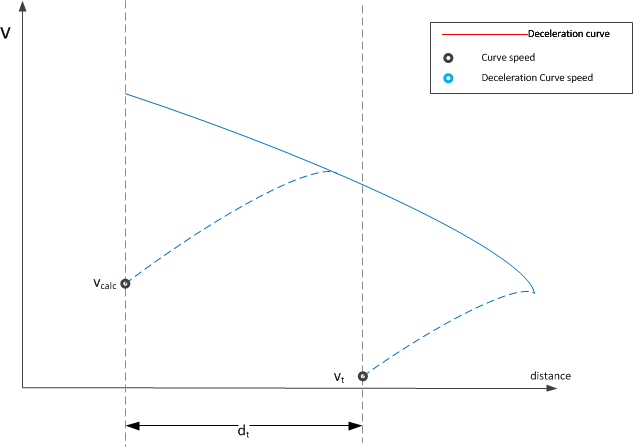 V
Deceleration curve
Curve speed
Deceleration Curve speed
vcalc
vt
distance
dt